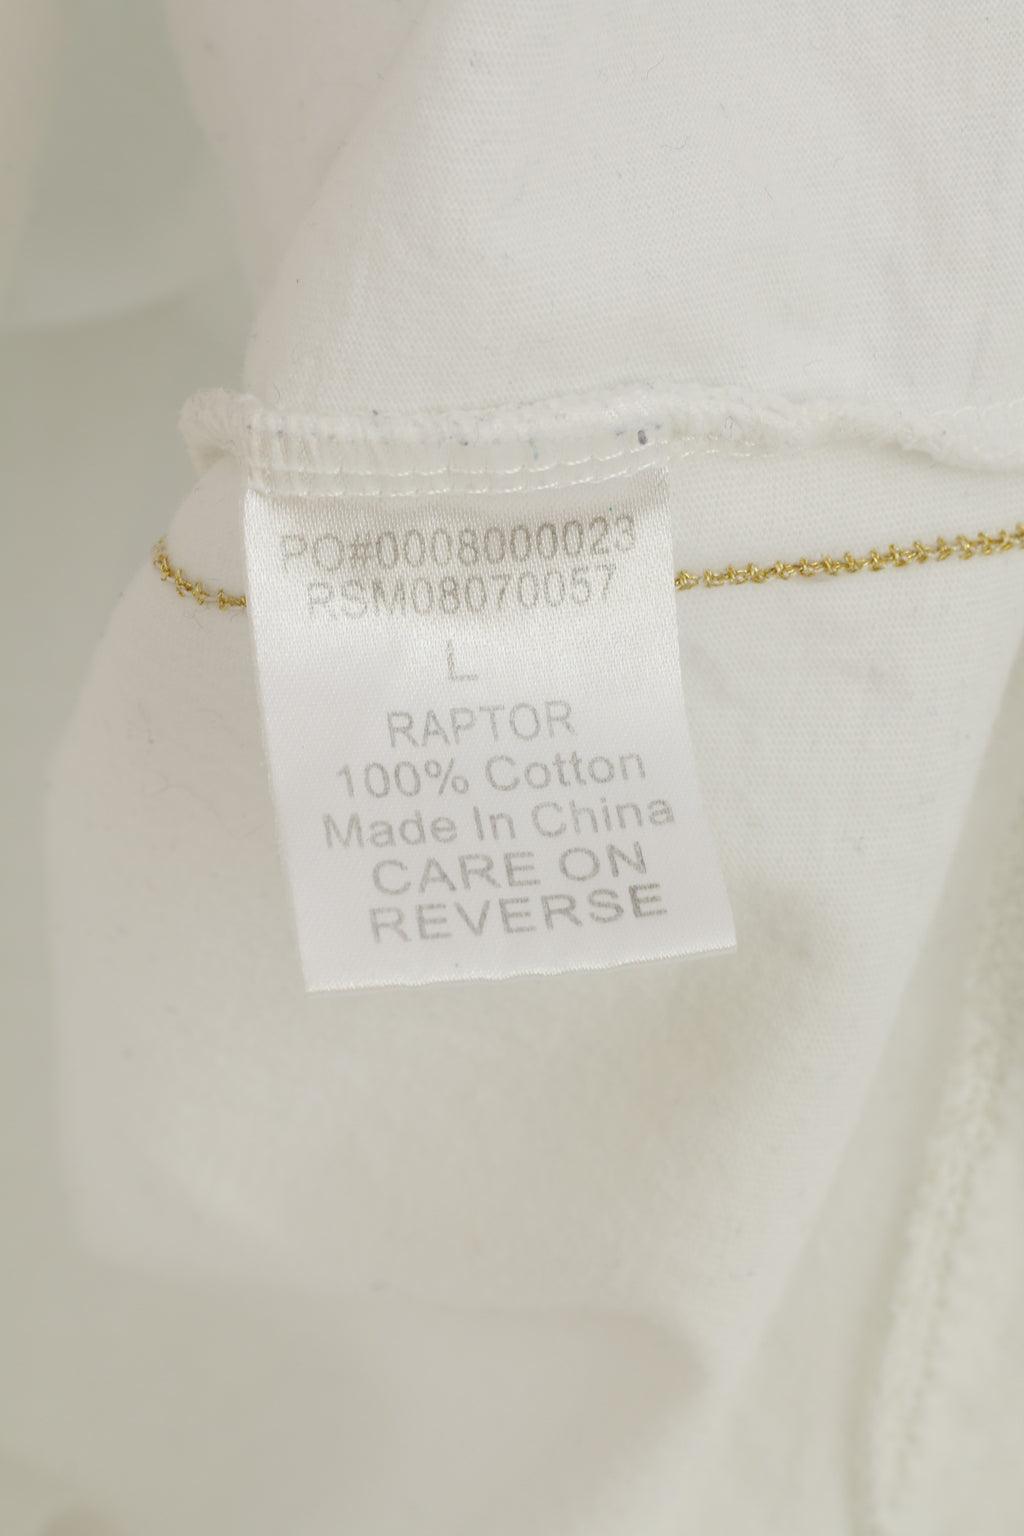 PO#0008000023
RSM08070057
L
RAPTOR
100% Cotton
Made In China
CARE ON
REVERSE